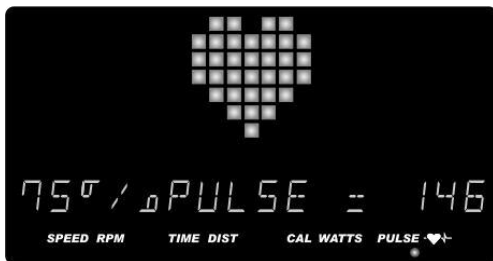 75% PULSE = 146
SPEED RPM TIME DIST CAL WATTS PULSE